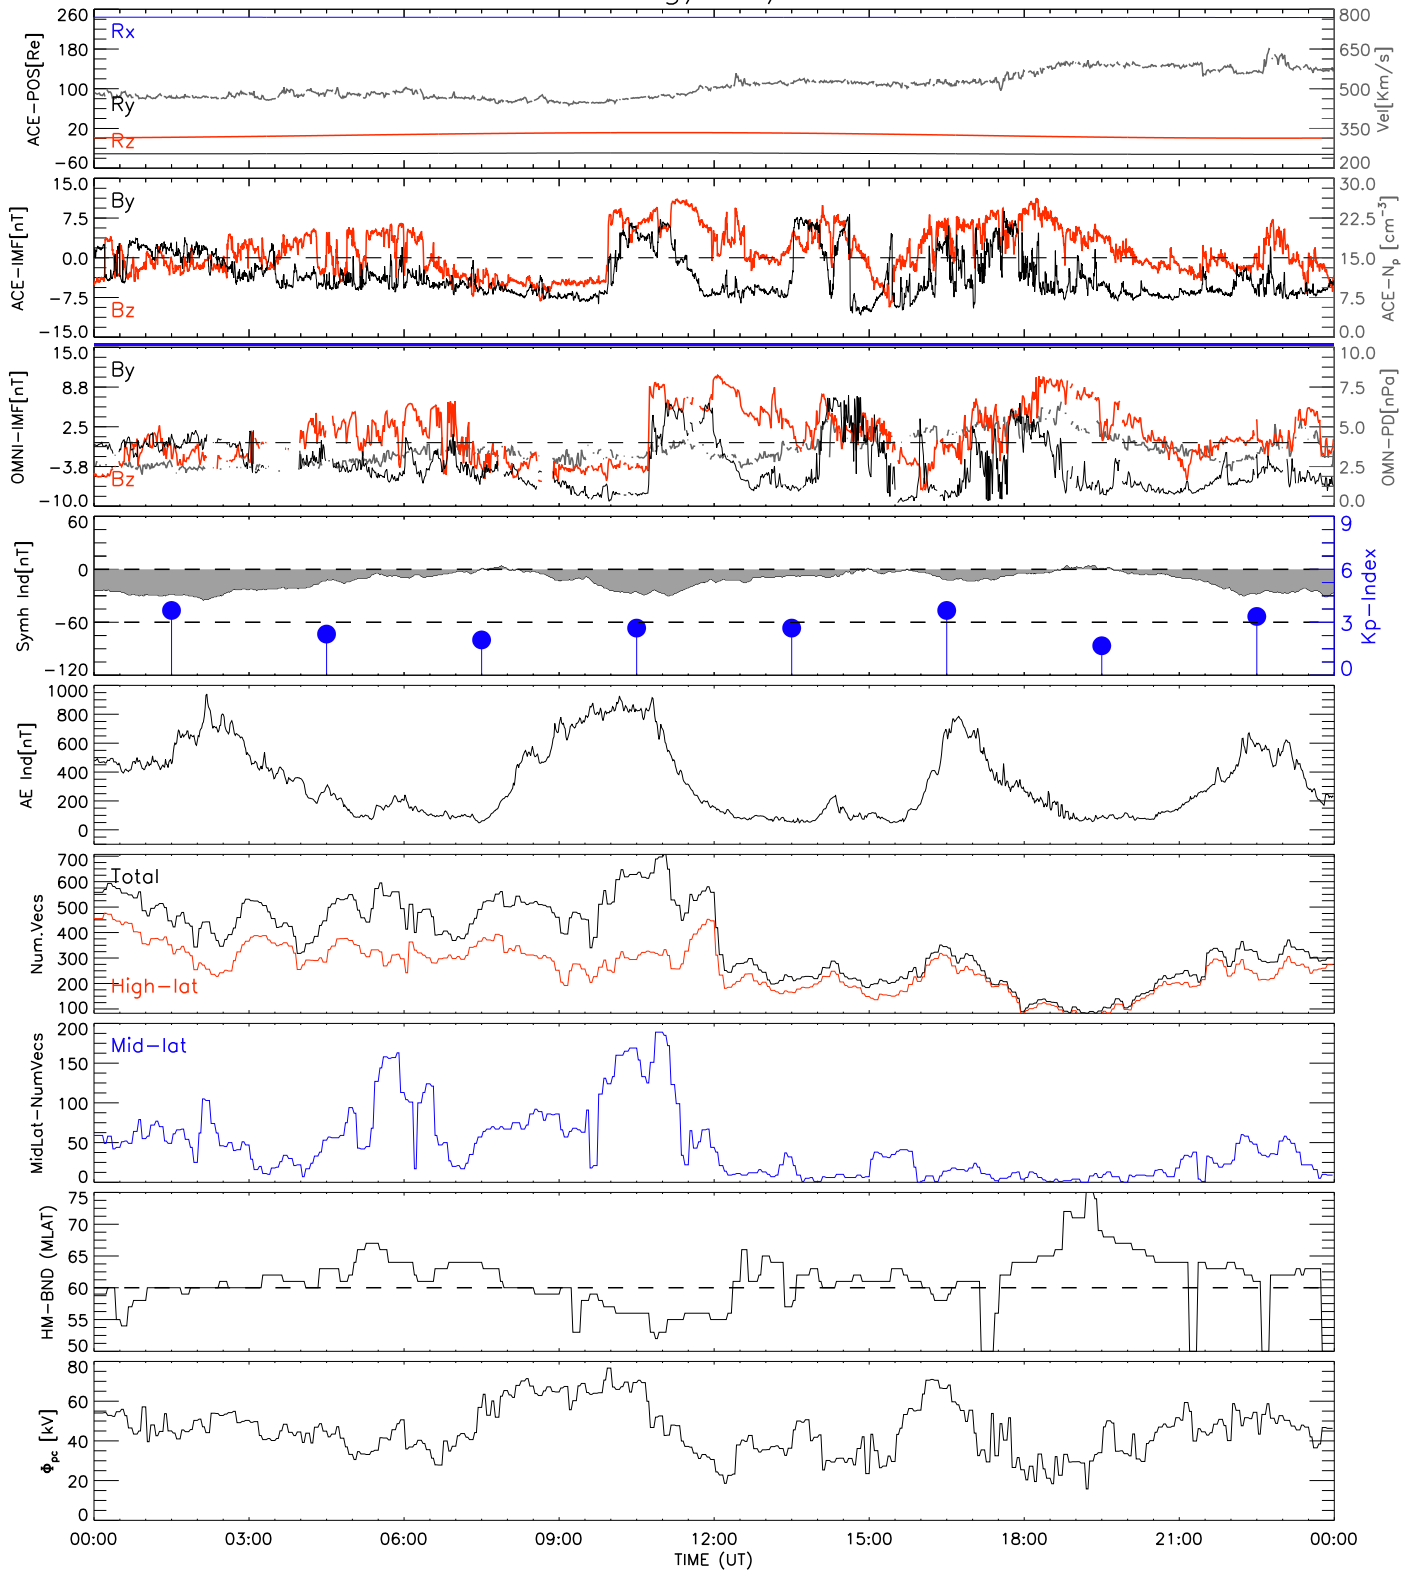 260
180
100
20
-60
ACE-POS[Re]
Rx
Ry
Rz
800
650
500
350
200
Vel[Km/s]
15.0
7.5
0.0
-7.5
-15.0
ACE-IMF[nT]
By
Bz
30.0
22.5
15.0
7.5
0.0
ACE-Np [cm-3]
15.0
8.8
2.5
-3.8
-10.0
OMNI-IMF[nT]
By
Bz
10.0
7.5
5.0
2.5
0.0
OMN-PD[nPa]
60
0
-60
-120
Symh Ind[nT]
9
6
3
0
Kp-Index
1000
800
600
400
200
0
AE Ind[nT]
700
600
500
400
300
200
100
Num.Vecs
Total
High-lat
200
150
100
50
0
MidLat-NumVecs
Mid-lat
75
70
65
60
55
50
HM-BND (MLAT)
80
60
40
20
0
Φpc [kV]
00:00 03:00 06:00 09:00 12:00 15:00 18:00 21:00 00:00
TIME (UT)